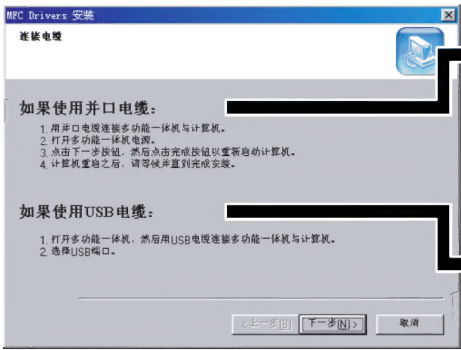 MFC Drivers 安装
连接电缆
如果使用并口电缆：
1. 用并口电缆连接多功能一体机与计算机。
2. 打开多功能一体机电源。
3. 点击下一步按钮，然后点击完成按钮以重新启动计算机。
4. 计算机重启之后，请等候并直到完成安装。
如果使用USB电缆：
1. 打开多功能一体机，然后用USB电缆连接多功能一体机与计算机。
2. 选择USB端口。
<上一步(B) 下一步(N)> 取消